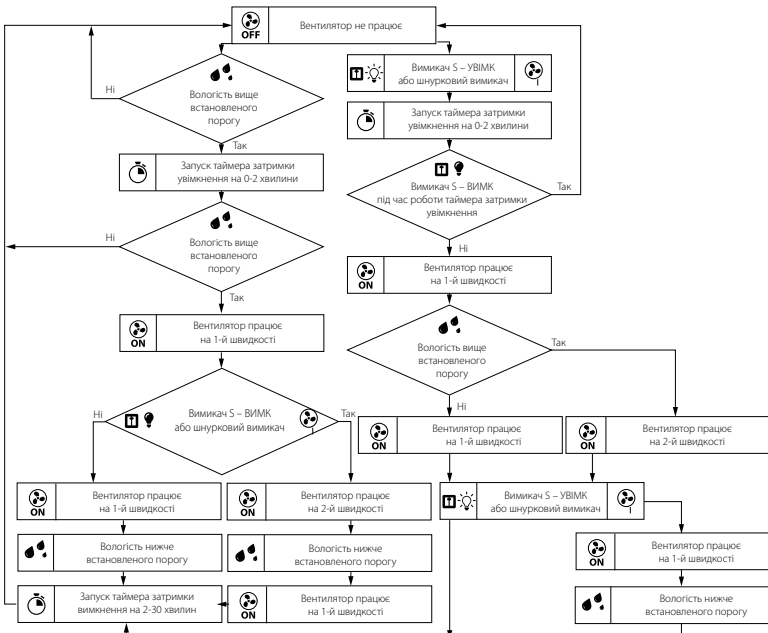 OFF
Вентилятор не працює
Ні
Вологість вище
встановленого
порогу
Так
Запуск таймера затримки
увімкнення на 0-2 хвилини
Ні
Вологість вище
встановленого
порогу
Так
ON
Вентилятор працює
на 1-й швидкості
Ні
Вимикач S – ВИМК
або шнурковий вимикач
Так
ON
Вентилятор працює
на 1-й швидкості
Вологість нижче
встановленого порогу
Запуск таймера затримки
вимкнення на 2-30 хвилин
ON
Вентилятор працює
на 2-й швидкості
Вологість нижче
встановленого порогу
ON
Вентилятор працює
на 1-й швидкості
Вимикач S – УВІМК
або шнурковий вимикач
Запуск таймера затримки
увімкнення на 0-2 хвилини
Вимикач S – ВИМК
під час роботи таймера затримки
увімкнення
Так
Ні
ON
Вентилятор працює
на 1-й швидкості
Вологість вище
встановленого
порогу
Так
Ні
ON
Вентилятор працює
на 1-й швидкості
ON
Вентилятор працює
на 2-й швидкості
Вимикач S – УВІМК
або шнурковий вимикач
ON
Вентилятор працює
на 1-й швидкості
Вологість нижче
встановленого порогу